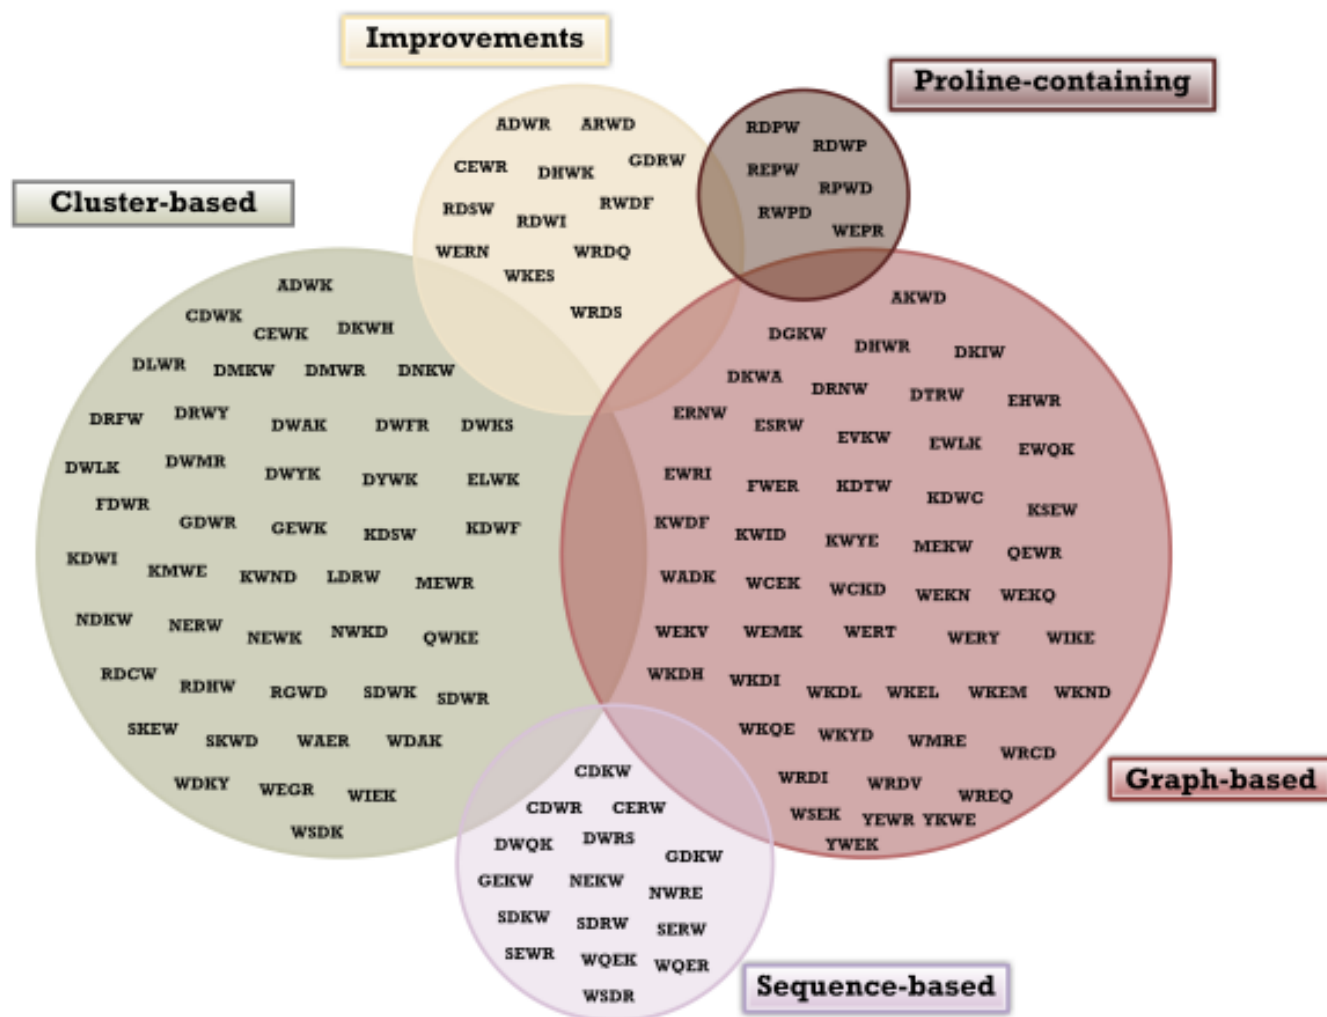 Improvements
Proline-containing
Cluster-based
ADWR ARWD
CEWR DHWK GDRW
RDSW RDWI RWDF
WERN WKES WRDQ
WRDS
RDPW
RDWP
REPW
RPWD
RWPD
WEPR
ADWK
CDWK CEWK DKWH
DLWR DMKW DMWR DNKW
DRFW DRWY DWAK DWFR DWKS
DWLK DWMR DWYK DYWK ELWK
FDWR GDWR GEWK KDSW KDWF
KDWI KMWE KWND LDRW MEWR
NDKW NERW NEWK NWKD QWKE
RDCW RDHW RGWD SDWK SDWR
SKEW SKWD WAER WDAK
WDKY WEGR WIEK
WSDK
AKWD
DGKW DHWR DKIW
DKWA DRNW DTRW EHWR
ERNW ESRW EVKW EWLK EWQK
EWRI FWER KDTW KDWC KSEW
KWDF KWID KWYE MEKW QEWR
WADK WCEK WCKD WEKN WEKQ
WEKV WEMK WERT WERY WIKE
WKDH WKDI WKDL WKEL WKEM WKND
WKQE WKYD WMRE WRCD
WRDI WRDV WREQ
WSEK YEWR YKWE
YWEK
Graph-based
CDKW
CDWR CERW
DWQK DWRS GDKW
GEKW NEKW NWRE
SDKW SDRW SERW
SEWR WQEK WQER
WSDR
Sequence-based